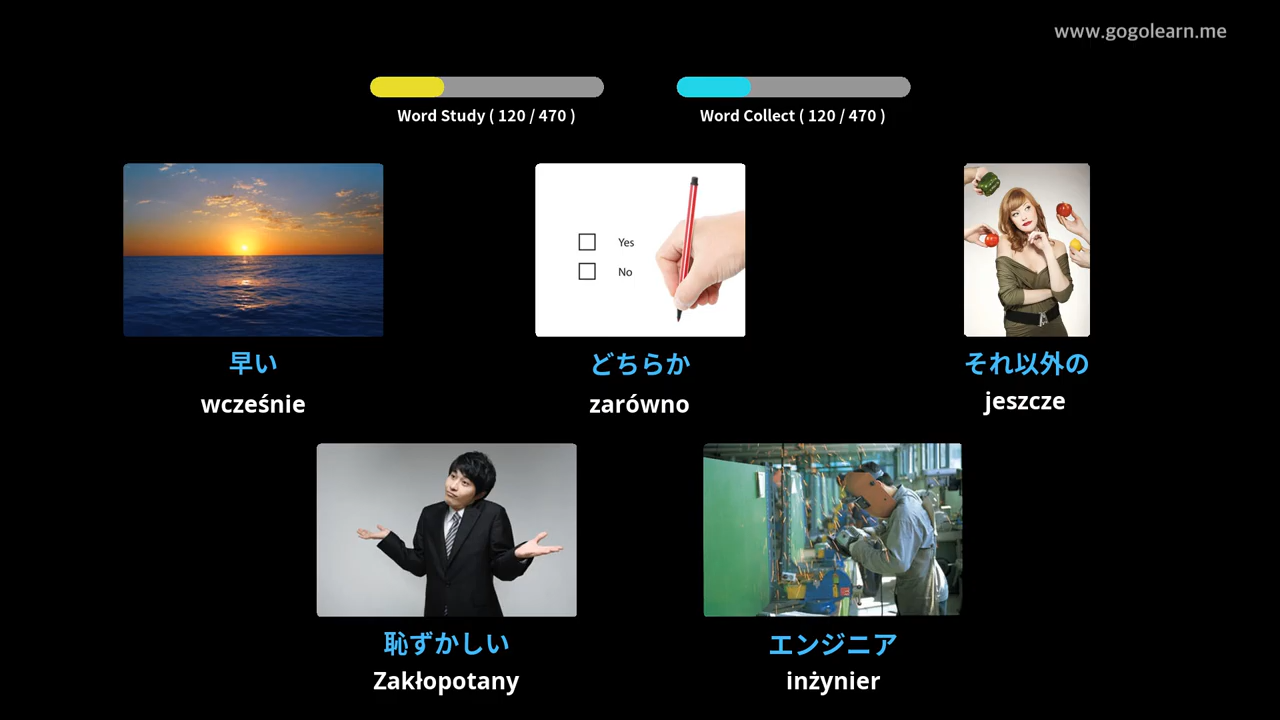 www.gogolearn.me
Word Study ( 120 / 470 )
Word Collect ( 120 / 470 )
Yes
No
早い
wcześnie
どちらか
zarówno
それ以外の
jeszcze
恥ずかしい
Zakłopotany
エンジニア
inżynier